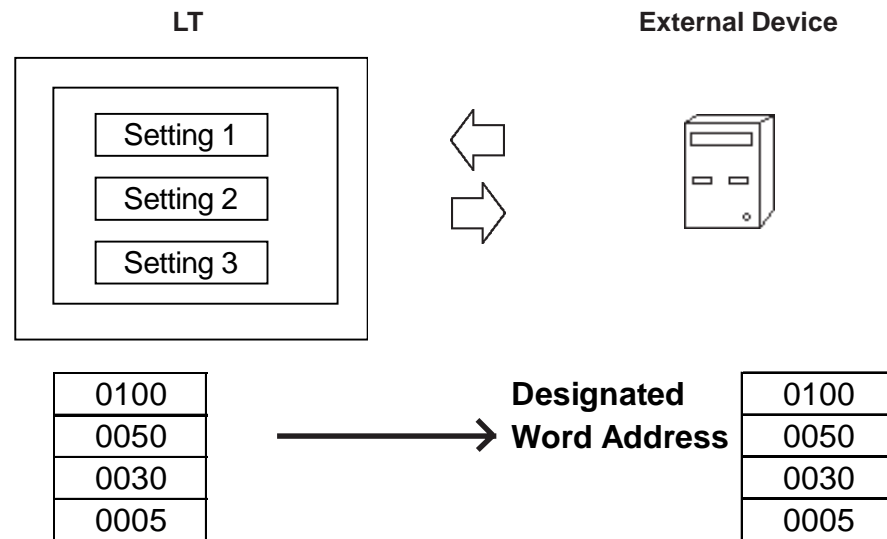 LT
External Device
Setting 1
Setting 2
Setting 3
0100
0050
0030
0005
Designated
Word Address
0100
0050
0030
0005